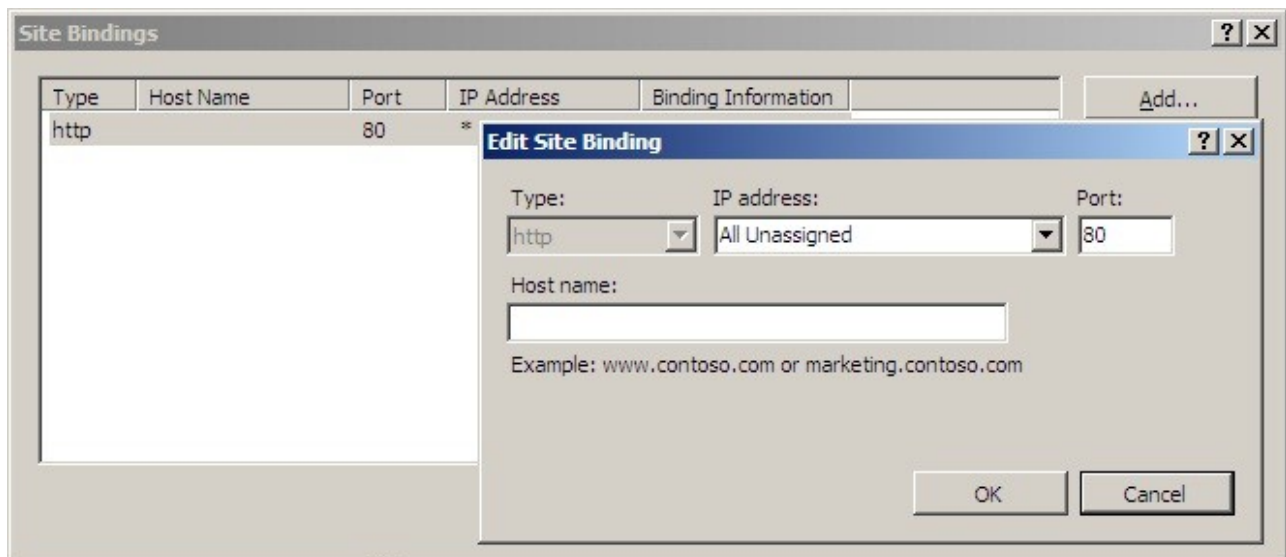 Site Bindings
Type Host Name Port IP Address Binding Information
Add...
http 80 *
Edit Site Binding
Type: IP address: Port:
http All Unassigned 80
Host name:
Example: www.contoso.com or marketing.contoso.com
OK Cancel